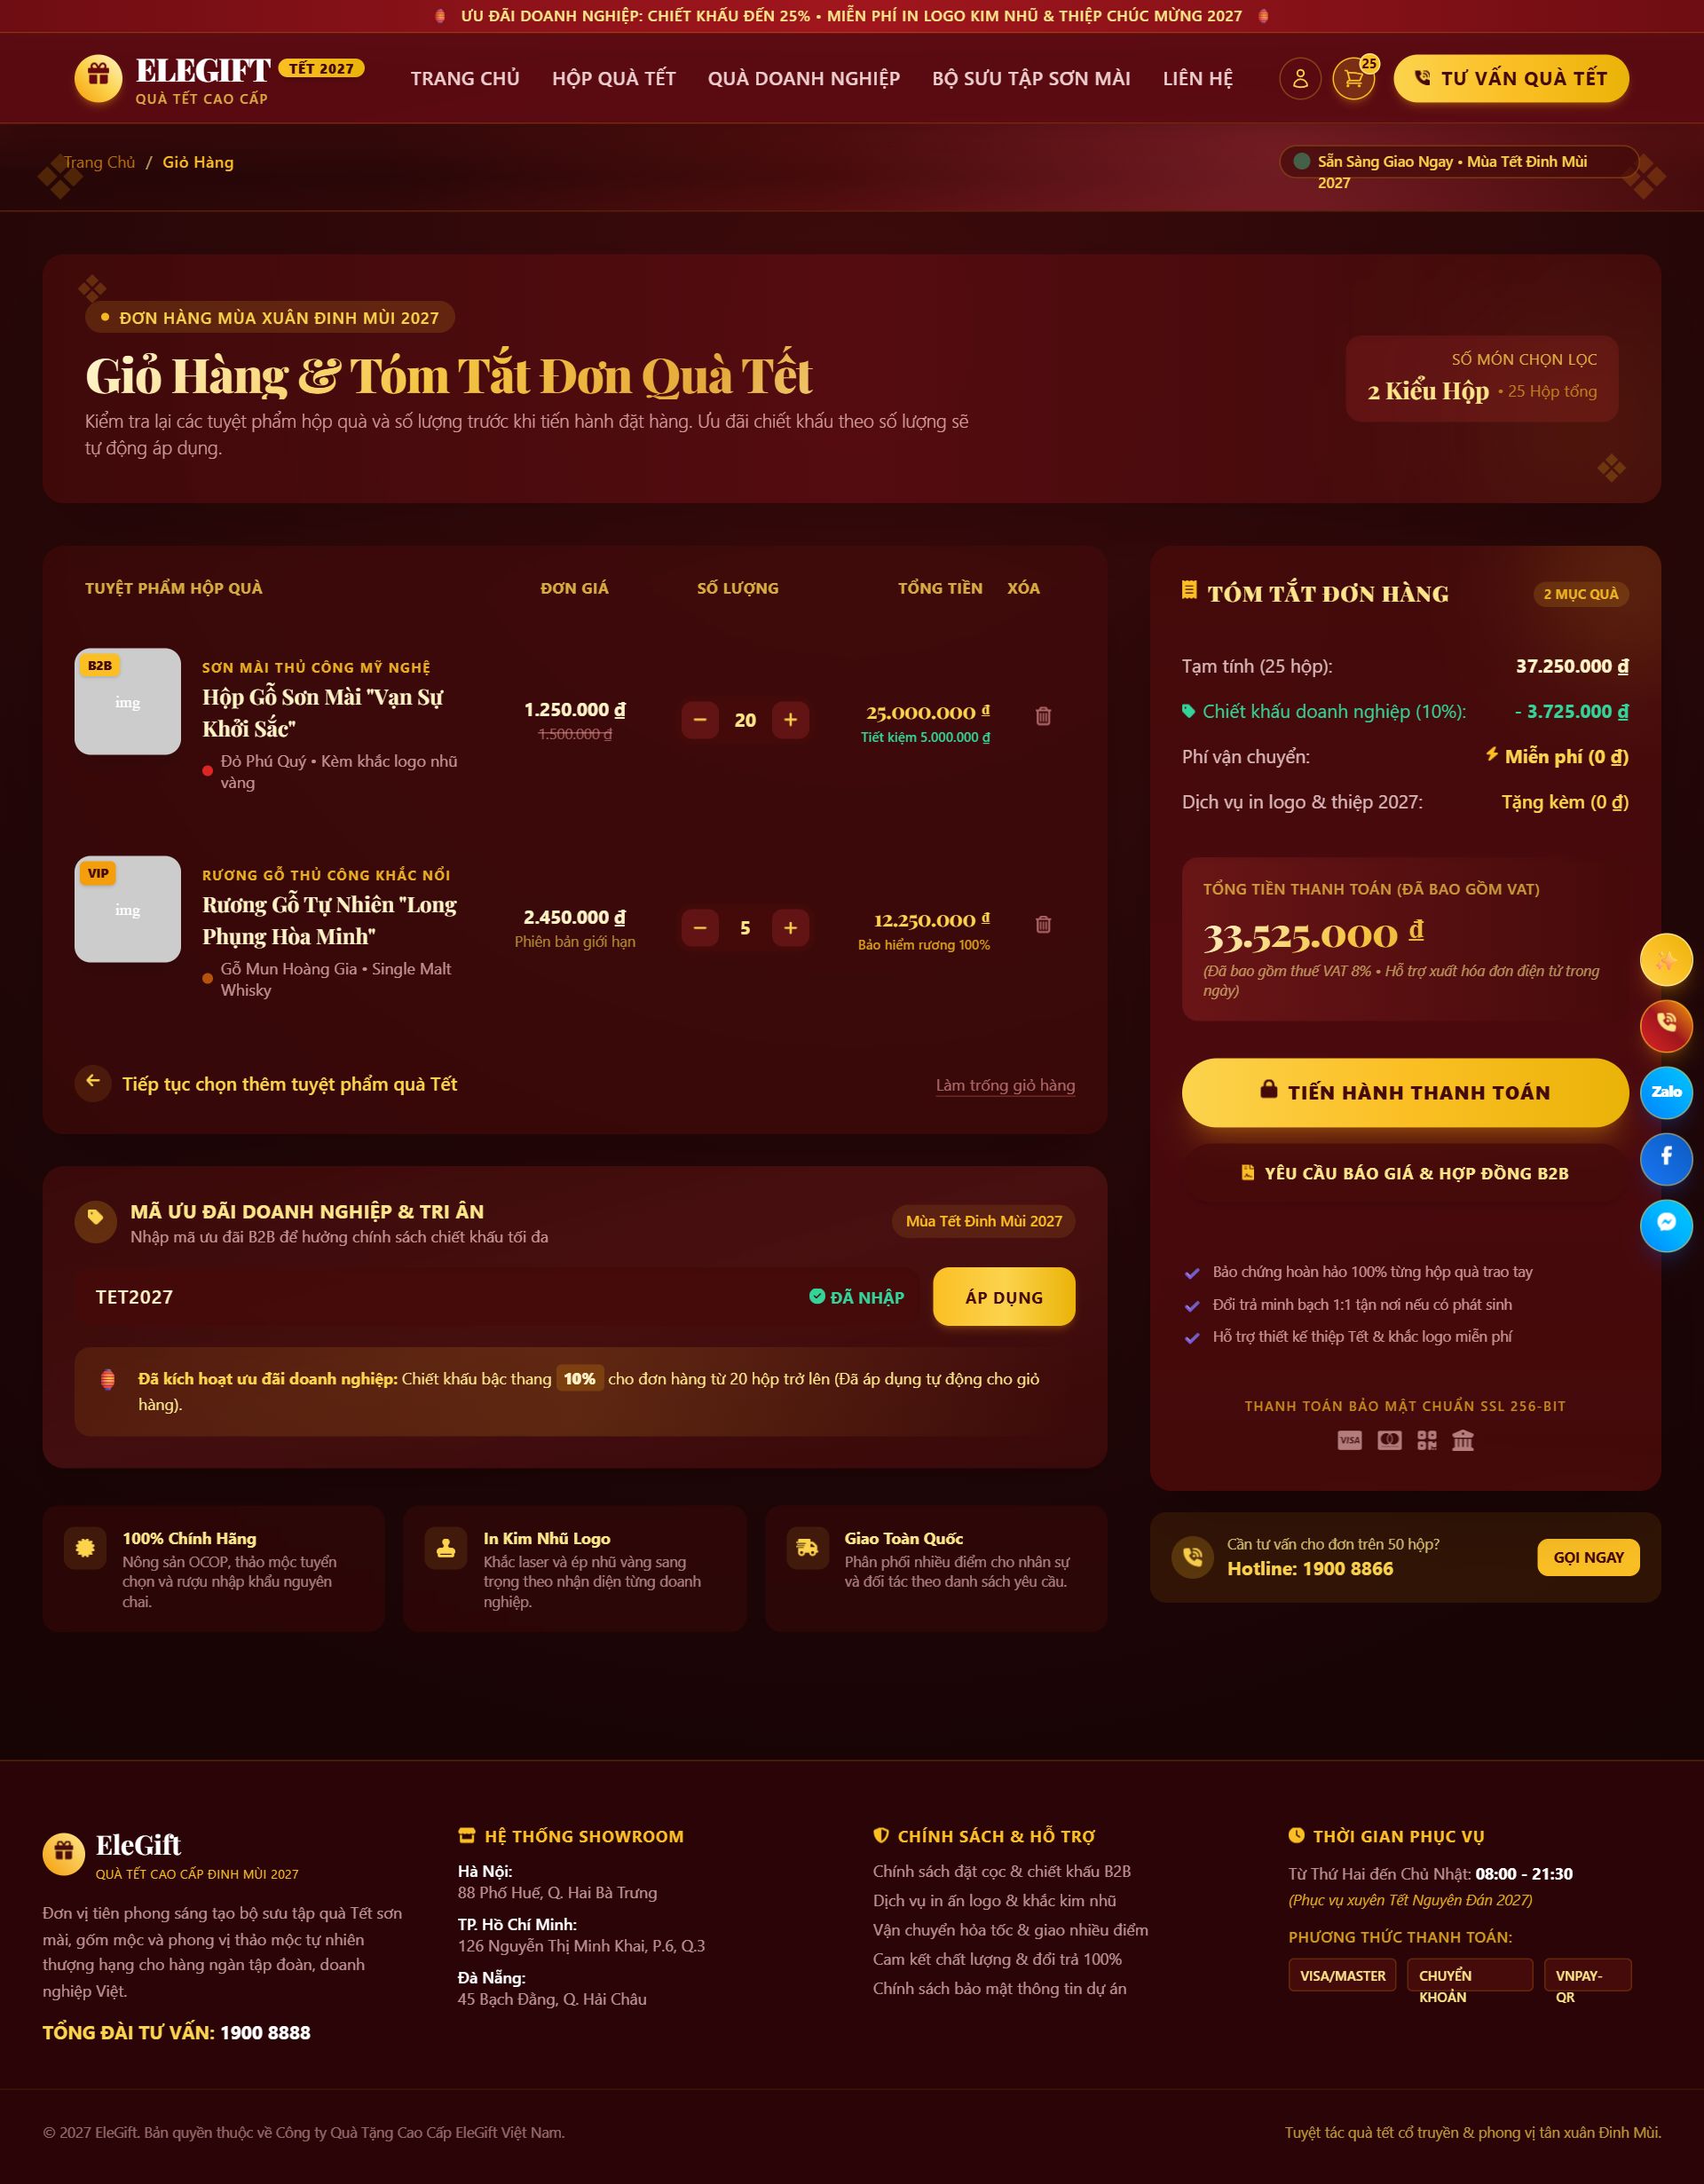 ƯU ĐÃI DOANH NGHIỆP: CHIẾT KHẤU ĐẾN 25% • MIỄN PHÍ IN LOGO KIM NHŨ & THIỆP CHÚC MỪNG 2027
ELEGIFT TẾT 2027
QUÀ TẾT CAO CẤP
TRANG CHỦ HỘP QUÀ TẾT QUÀ DOANH NGHIỆP BỘ SƯU TẬP SƠN MÀI LIÊN HỆ
25
TƯ VẤN QUÀ TẾT
Trang Chủ / Giỏ Hàng
Sẵn Sàng Giao Ngay • Mùa Tết Đinh Mùi
2027
ĐƠN HÀNG MÙA XUÂN ĐINH MÙI 2027
Giỏ Hàng & Tóm Tắt Đơn Quà Tết
Kiểm tra lại các tuyệt phẩm hộp quà và số lượng trước khi tiến hành đặt hàng. Ưu đãi chiết khấu theo số lượng sẽ
tự động áp dụng.
SỐ MÓN CHỌN LỌC
2 Kiểu Hộp • 25 Hộp tổng
TUYỆT PHẨM HỘP QUÀ ĐƠN GIÁ SỐ LƯỢNG TỔNG TIỀN XÓA
B2B
img
SƠN MÀI THỦ CÔNG MỸ NGHỆ
Hộp Gỗ Sơn Mài "Vạn Sự
Khởi Sắc"
Đỏ Phú Quý • Kèm khắc logo nhũ
vàng
1.250.000 ₫
1.500.000 ₫
− 20 +
25.000.000 ₫
Tiết kiệm 5.000.000 ₫
VIP
img
RƯƠNG GỖ THỦ CÔNG KHẮC NỔI
Rương Gỗ Tự Nhiên "Long
Phụng Hòa Minh"
Gỗ Mun Hoàng Gia • Single Malt
Whisky
2.450.000 ₫
Phiên bản giới hạn
− 5 +
12.250.000 ₫
Bảo hiểm rương 100%
Tiếp tục chọn thêm tuyệt phẩm quà Tết
Làm trống giỏ hàng
MÃ ƯU ĐÃI DOANH NGHIỆP & TRI ÂN
Nhập mã ưu đãi B2B để hưởng chính sách chiết khấu tối đa
Mùa Tết Đinh Mùi 2027
TET2027
ĐÃ NHẬP
ÁP DỤNG
Đã kích hoạt ưu đãi doanh nghiệp: Chiết khấu bậc thang 10% cho đơn hàng từ 20 hộp trở lên (Đã áp dụng tự động cho giỏ
hàng).
100% Chính Hãng
Nông sản OCOP, thảo mộc tuyển
chọn và rượu nhập khẩu nguyên
chai.
In Kim Nhũ Logo
Khắc laser và ép nhũ vàng sang
trọng theo nhận diện từng doanh
nghiệp.
Giao Toàn Quốc
Phân phối nhiều điểm cho nhân sự
và đối tác theo danh sách yêu cầu.
TÓM TẮT ĐƠN HÀNG
2 MỤC QUÀ
Tạm tính (25 hộp): 37.250.000 ₫
Chiết khấu doanh nghiệp (10%): - 3.725.000 ₫
Phí vận chuyển: Miễn phí (0 ₫)
Dịch vụ in logo & thiệp 2027: Tặng kèm (0 ₫)
TỔNG TIỀN THANH TOÁN (ĐÃ BAO GỒM VAT)
33.525.000 ₫
(Đã bao gồm thuế VAT 8% • Hỗ trợ xuất hóa đơn điện tử trong
ngày)
TIẾN HÀNH THANH TOÁN
YÊU CẦU BÁO GIÁ & HỢP ĐỒNG B2B
Bảo chứng hoàn hảo 100% từng hộp quà trao tay
Đổi trả minh bạch 1:1 tận nơi nếu có phát sinh
Hỗ trợ thiết kế thiệp Tết & khắc logo miễn phí
THANH TOÁN BẢO MẬT CHUẨN SSL 256-BIT
VISA
Cần tư vấn cho đơn trên 50 hộp?
Hotline: 1900 8866
GỌI NGAY
Zalo
EleGift
QUÀ TẾT CAO CẤP ĐINH MÙI 2027
Đơn vị tiên phong sáng tạo bộ sưu tập quà Tết sơn
mài, gốm mộc và phong vị thảo mộc tự nhiên
thượng hạng cho hàng ngàn tập đoàn, doanh
nghiệp Việt.
TỔNG ĐÀI TƯ VẤN: 1900 8888
HỆ THỐNG SHOWROOM
Hà Nội:
88 Phố Huế, Q. Hai Bà Trưng
TP. Hồ Chí Minh:
126 Nguyễn Thị Minh Khai, P.6, Q.3
Đà Nẵng:
45 Bạch Đằng, Q. Hải Châu
CHÍNH SÁCH & HỖ TRỢ
Chính sách đặt cọc & chiết khấu B2B
Dịch vụ in ấn logo & khắc kim nhũ
Vận chuyển hỏa tốc & giao nhiều điểm
Cam kết chất lượng & đổi trả 100%
Chính sách bảo mật thông tin dự án
THỜI GIAN PHỤC VỤ
Từ Thứ Hai đến Chủ Nhật: 08:00 - 21:30
(Phục vụ xuyên Tết Nguyên Đán 2027)
PHƯƠNG THỨC THANH TOÁN:
VISA/MASTER
CHUYỂN
KHOẢN
VNPAY-
QR
© 2027 EleGift. Bản quyền thuộc về Công ty Quà Tặng Cao Cấp EleGift Việt Nam.
Tuyệt tác quà tết cổ truyền & phong vị tân xuân Đinh Mùi.